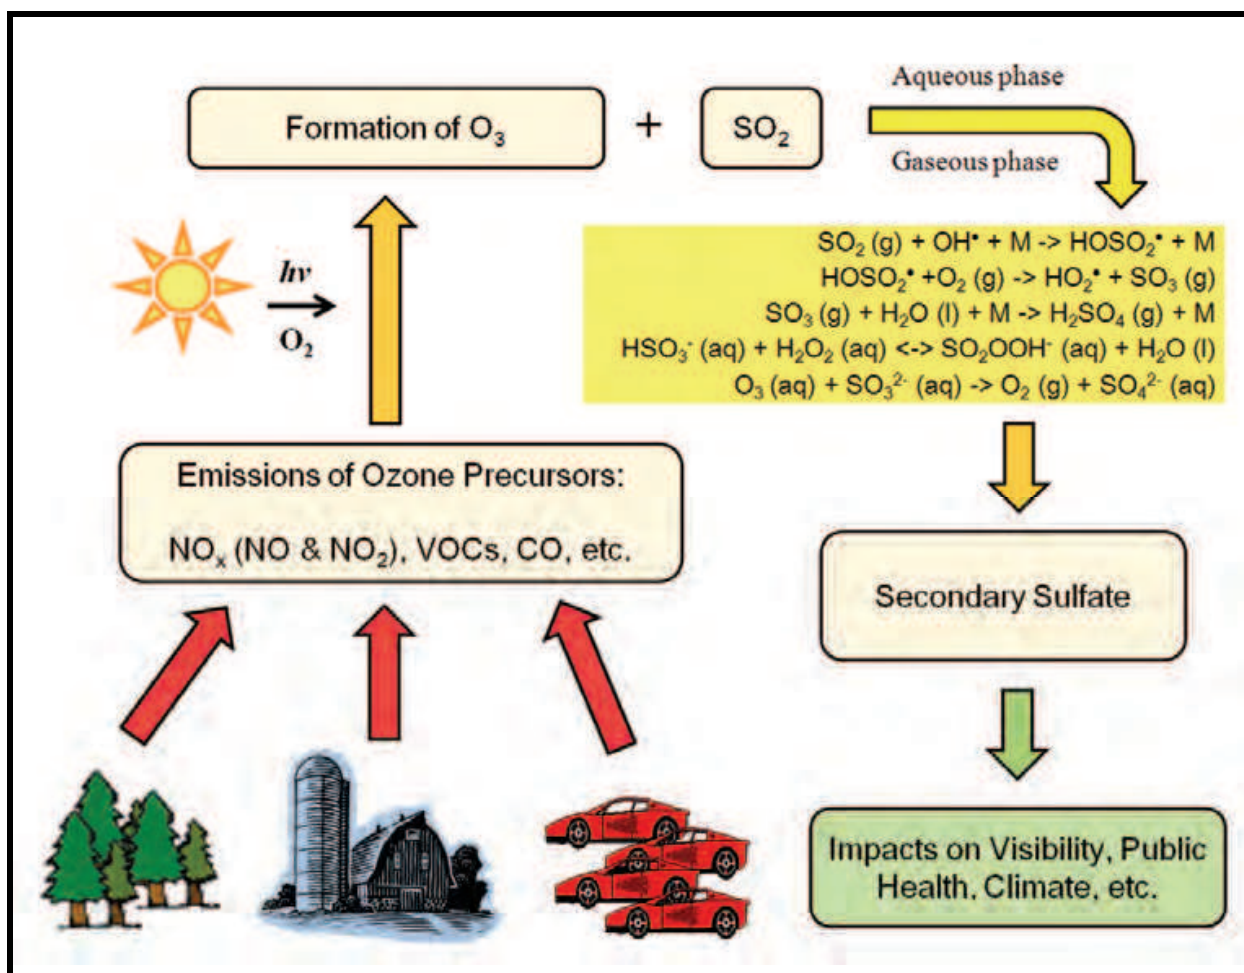 Formation of O₃
+
SO₂
Aqueous phase
Gaseous phase
hν
O₂
SO₂ (g) + OH• + M -> HOSO₂• + M
HOSO₂• +O₂ (g) -> HO₂• + SO₃ (g)
SO₃ (g) + H₂O (l) + M -> H₂SO₄ (g) + M
HSO₃⁻ (aq) + H₂O₂ (aq) <-> SO₂OOH⁻ (aq) + H₂O (l)
O₃ (aq) + SO₃²⁻ (aq) -> O₂ (g) + SO₄²⁻ (aq)
Emissions of Ozone Precursors:
NOₓ (NO & NO₂), VOCs, CO, etc.
Secondary Sulfate
Impacts on Visibility, Public
Health, Climate, etc.